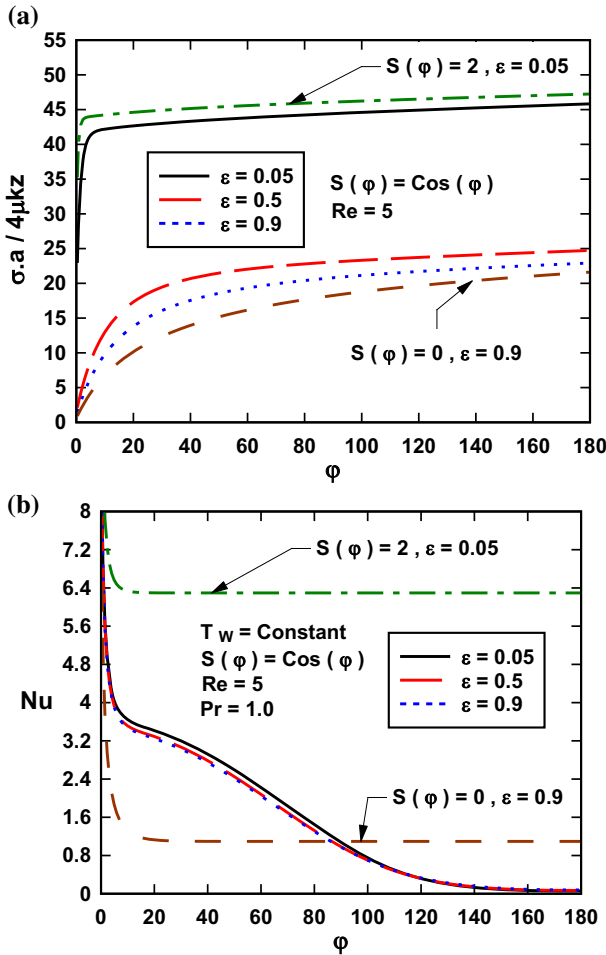 (a)
55
50
45
40
35
30
25
20
15
10
5
0
σ.a / 4μkz
S ( φ ) = 2 , ε = 0.05
ε = 0.05
ε = 0.5
ε = 0.9
S ( φ ) = Cos ( φ )
Re = 5
S ( φ ) = 0 , ε = 0.9
0 20 40 60 80 100 120 140 160 180
φ
(b)
8
7.2
6.4
5.6
4.8
4
3.2
2.4
1.6
0.8
0
Nu
S ( φ ) = 2 , ε = 0.05
T W = Constant
S ( φ ) = Cos ( φ )
Re = 5
Pr = 1.0
ε = 0.05
ε = 0.5
ε = 0.9
S ( φ ) = 0 , ε = 0.9
0 20 40 60 80 100 120 140 160 180
φ